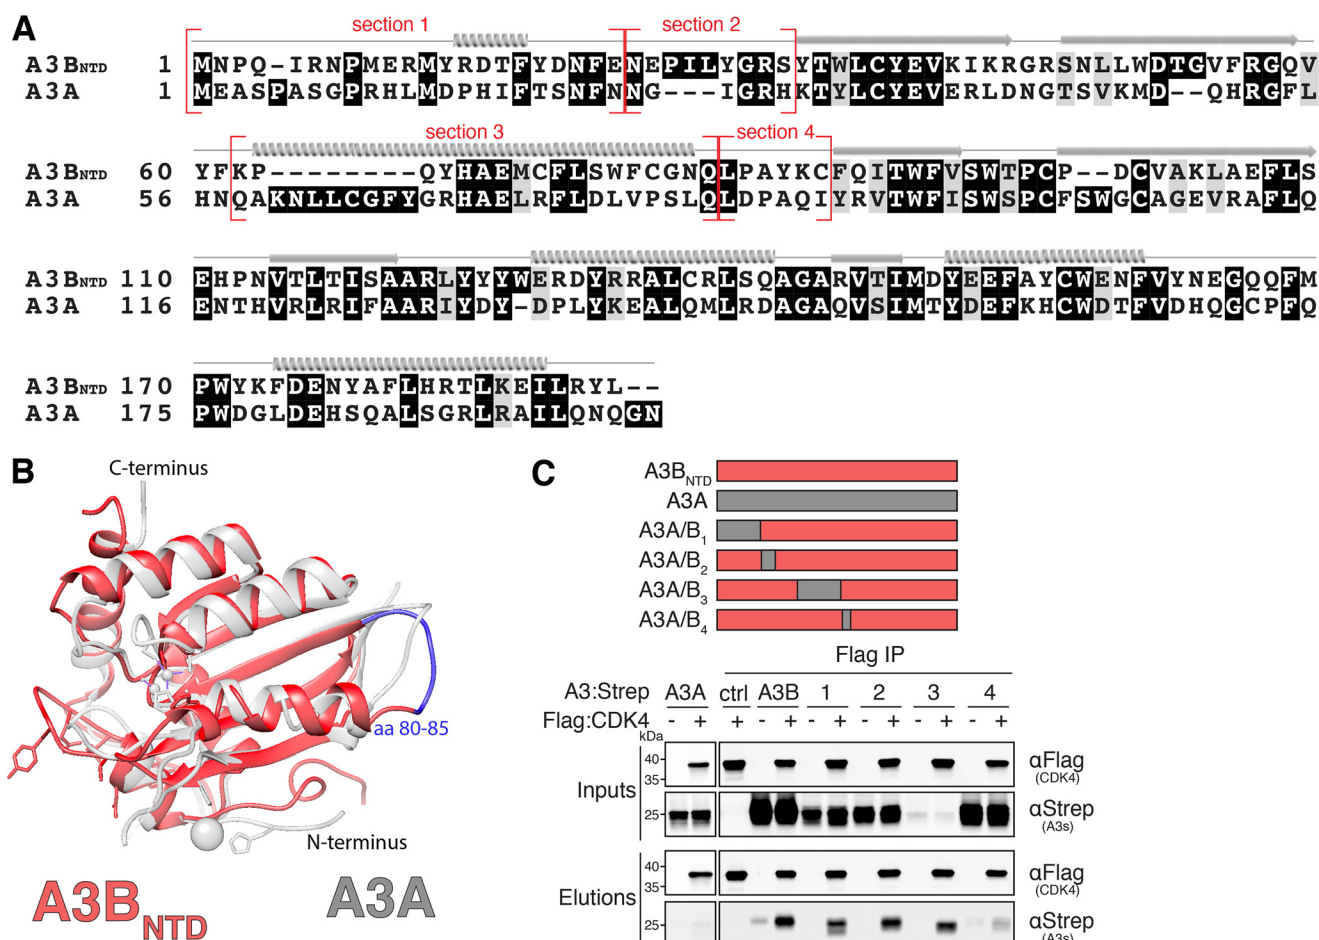 A
section 1 section 2
A3BNTD 1 MNPQ-IRNPMERMYRDTFYDNFENEPILYGRSYTWLCYEVKIKRGRSNLLWDTGVFRGQV
A3A 1 MEASPASGPRHLMDPHIFTSNFNNG---IGRHKTYLCYEVERLDNGTSVKMD--QHRGFL
section 3 section 4
A3BNTD 60 YFKP---------QYHAEMCFLSWFCGNQLPAYKCFQITWFVSWTPCP--DCVAKLAEFLS
A3A 56 HNQAKNLLCGFYGRHAELRFLDLVPSLQLDPAQIYRVTWFISWSPCFSWGCAGEVRAFLQ
A3BNTD 110 EHPNVTLTISAARLYYYWERDYRRALCRLSQAGARVTIMDYEEFAYCWENFVYNEGQQFM
A3A 116 ENTHVRLRIFAARIYDY-DPLYKEALQMLRDAGAQVSIMTYDEFKHCWDTFVDHQGCPFQ
A3BNTD 170 PWYKFDENYAFLHRTLKEILRYL--
A3A 175 PWDGLDEHSQALSGRLRAILQNQGN
B
C-terminus
aa 80-85
N-terminus
A3BNTD A3A
C
A3BNTD
A3A
A3A/B1
A3A/B2
A3A/B3
A3A/B4
Flag IP
A3:Strep A3A ctrl A3B 1 2 3 4
Flag:CDK4 - + + - + - + - + - + - +
kDa
Inputs
40
35
αFlag
(CDK4)
25
αStrep
(A3s)
Elutions
40
35
αFlag
(CDK4)
25
αStrep
(A3s)